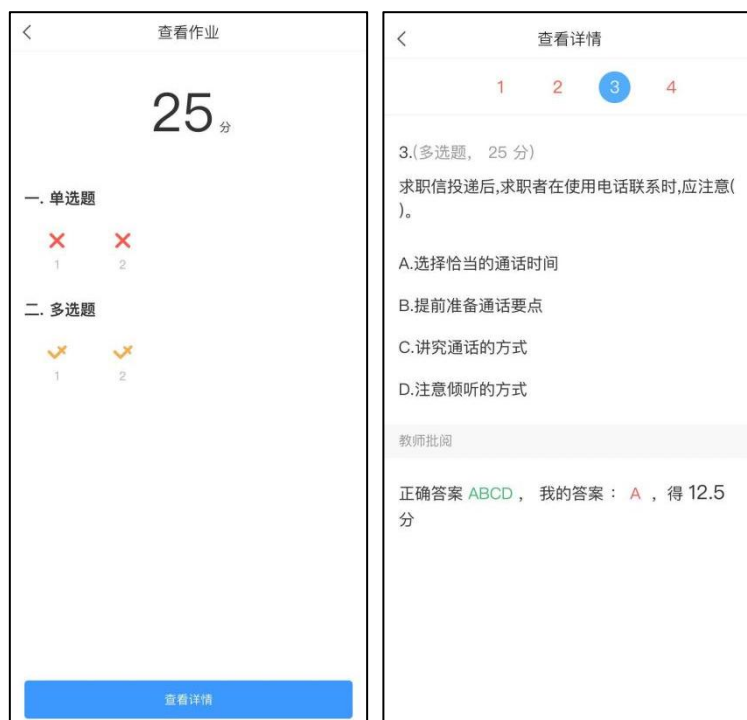 查看作业
25 分
一. 单选题
1 2
二. 多选题
1 2
查看详情
查看详情
1 2 3 4
3.(多选题, 25 分)
求职信投递后,求职者在使用电话联系时,应注意(
)。
A.选择恰当的通话时间
B.提前准备通话要点
C.讲究通话的方式
D.注意倾听的方式
教师批阅
正确答案 ABCD , 我的答案： A , 得 12.5
分